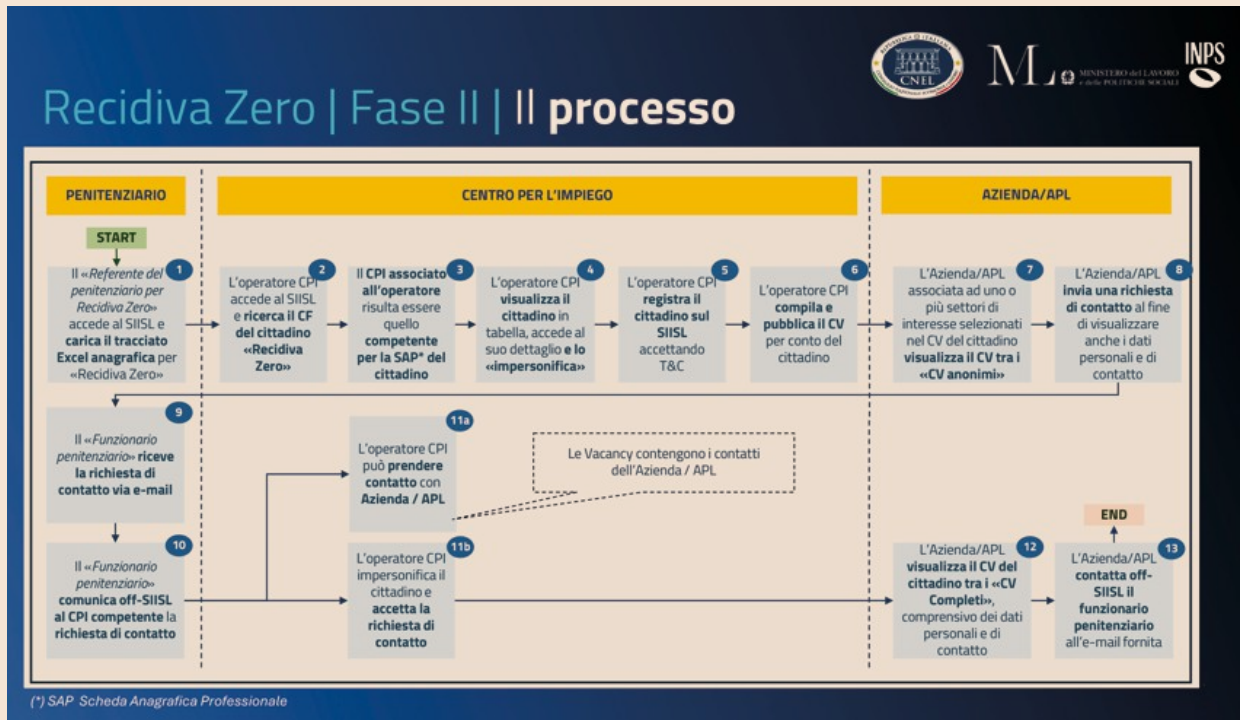 CNEL
ML
MINISTERO del LAVORO
e delle POLITICHE SOCIALI
INPS
Recidiva Zero | Fase II | Il processo
PENITENZIARIO
CENTRO PER L'IMPIEGO
AZIENDA/APL
START
1
Il «Referente del
penitenziario per
Recidiva Zero»
accede al SIISL e
carica il tracciato
Excel anagrafica per
«Recidiva Zero»
2
L'operatore CPI
accede al SIISL
e ricerca il CF
del cittadino
«Recidiva
Zero»
3
Il CPI associato
all'operatore
risulta essere
quello
competente
per la SAP* del
cittadino
4
L'operatore CPI
visualizza il
cittadino in
tabella, accede al
suo dettaglio e lo
«impersonifica»
5
L'operatore CPI
registra il
cittadino sul
SIISL
accettando
T&C
6
L'operatore CPI
compila e
pubblica il CV
per conto del
cittadino
7
L'Azienda/APL
associata ad uno o
più settori di
interesse selezionati
nel CV del cittadino
visualizza il CV tra i
«CV anonimi»
8
L'Azienda/APL
invia una richiesta
di contatto al fine
di visualizzare
anche i dati
personali e di
contatto
9
Il «Funzionario
penitenziario» riceve
la richiesta di
contatto via e-mail
11a
L'operatore CPI
può prendere
contatto con
Azienda / APL
Le Vacancy contengono i contatti
dell'Azienda / APL
10
Il «Funzionario
penitenziario»
comunica off-SIISL
al CPI competente la
richiesta di contatto
11b
L'operatore CPI
impersonifica il
cittadino e
accetta la
richiesta di
contatto
12
L'Azienda/APL
visualizza il CV del
cittadino tra i «CV
Completi»,
comprensivo dei dati
personali e di
contatto
END
13
L'Azienda/APL
contatta off-
SIISL il
funzionario
penitenziario
all'e-mail fornita
(*) SAP Scheda Anagrafica Professionale